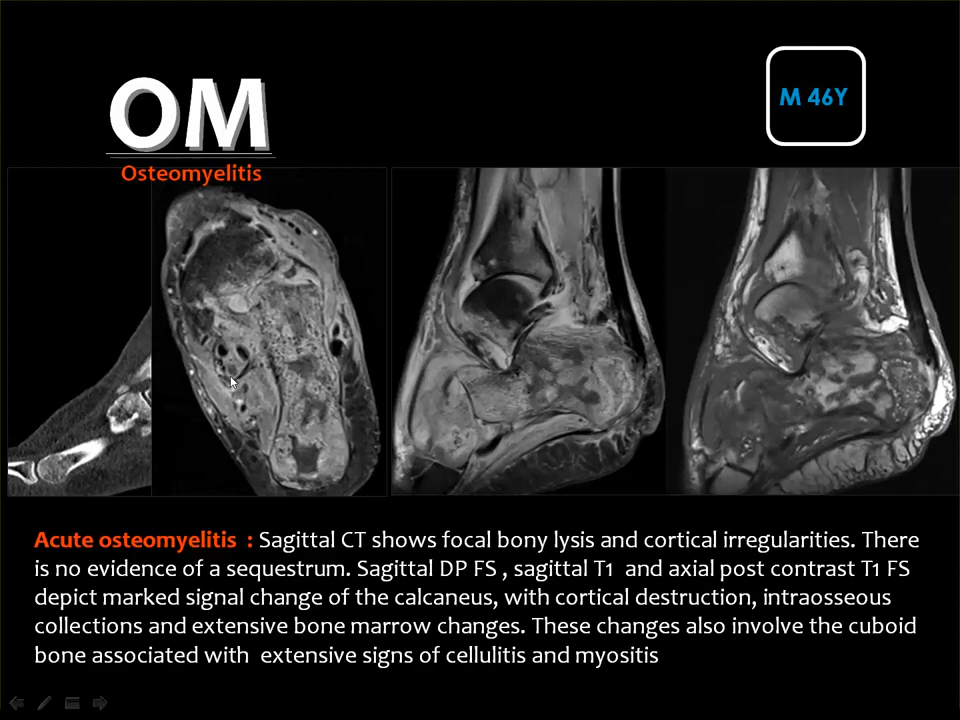 OM
M 46Y
Osteomyelitis
Acute osteomyelitis : Sagittal CT shows focal bony lysis and cortical irregularities. There
is no evidence of a sequestrum. Sagittal DP FS , sagittal T1 and axial post contrast T1 FS
depict marked signal change of the calcaneus, with cortical destruction, intraosseous
collections and extensive bone marrow changes. These changes also involve the cuboid
bone associated with extensive signs of cellulitis and myositis